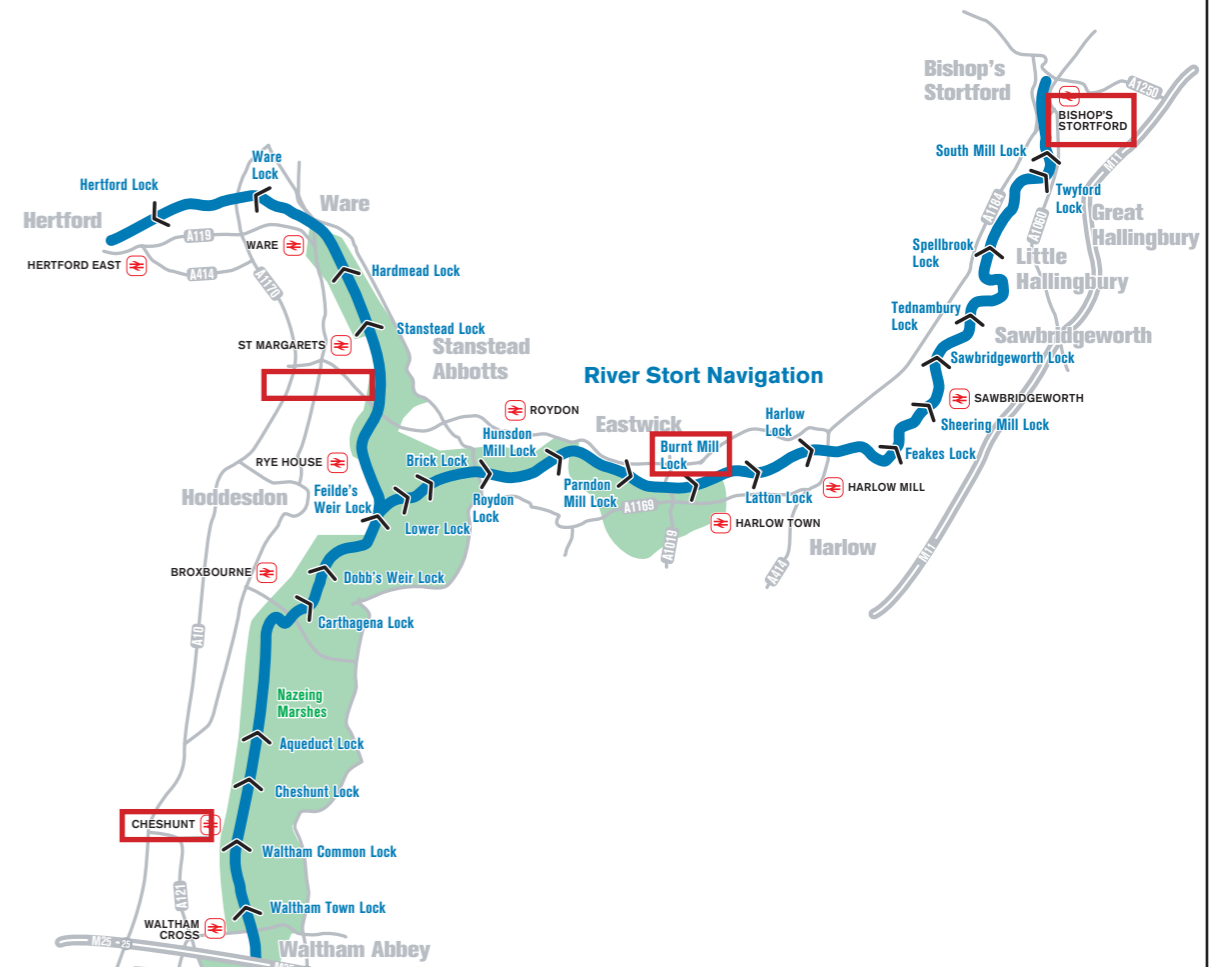 Bishop's
Stortford
A1250
BISHOP'S
STORTFORD
M11
South Mill Lock
Ware
Lock
Hertford Lock
Hertford
Ware
A119
WARE
HERTFORD EAST
A414
A1170
Hardmead Lock
Twyford
Lock
A1184
A1060
Great
Hallingbury
Spellbrook
Lock
Little
Hallingbury
Tednambury
Lock
Sawbridgeworth
Stanstead Lock
ST MARGARETS
Stanstead
Abbotts
River Stort Navigation
Sawbridgeworth Lock
SAWBRIDGEWORTH
ROYDON
Eastwick
Harlow
Lock
Sheering Mill Lock
Hunsdon
Mill Lock
Burnt Mill
Lock
Feakes Lock
RYE HOUSE
Brick Lock
Hoddesdon
Feilde's
Weir Lock
Roydon
Lock
Parndon
Mill Lock
Latton Lock
HARLOW MILL
A1169
Lower Lock
HARLOW TOWN
A1019
Harlow
A414
M11
BROXBOURNE
Dobb's Weir Lock
Carthagena Lock
A10
Nazeing
Marshes
Aqueduct Lock
Cheshunt Lock
CHESHUNT
Waltham Common Lock
A121
Waltham Town Lock
WALTHAM
CROSS
M25
25
Waltham Abbey